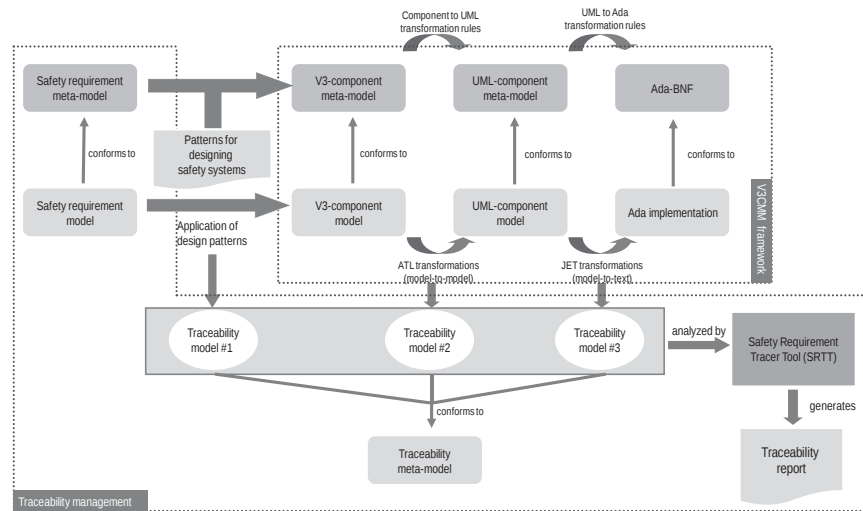 Component to UML
transformation rules
UML to Ada
transformation rules
Safety requirement
meta-model
V3-component
meta-model
UML-component
meta-model
Ada-BNF
Patterns for
designing
safety systems
conforms to
conforms to
conforms to
conforms to
Safety requirement
model
V3-component
model
UML-component
model
Ada implementation
V3CMM framework
Application of
design patterns
ATL transformations
(model-to-model)
JET transformations
(model-to-text)
Traceability
model #1
Traceability
model #2
Traceability
model #3
analyzed by
Safety Requirement
Tracer Tool (SRTT)
conforms to
generates
Traceability
meta-model
Traceability
report
Traceability management